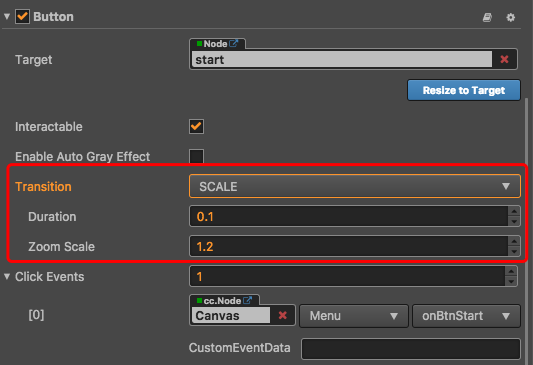 Button
Node
Target start
Resize to Target
Interactable
Enable Auto Gray Effect
Transition SCALE
Duration 0.1
Zoom Scale 1.2
Click Events 1
cc.Node
[0] Canvas Menu onBtnStart
CustomEventData